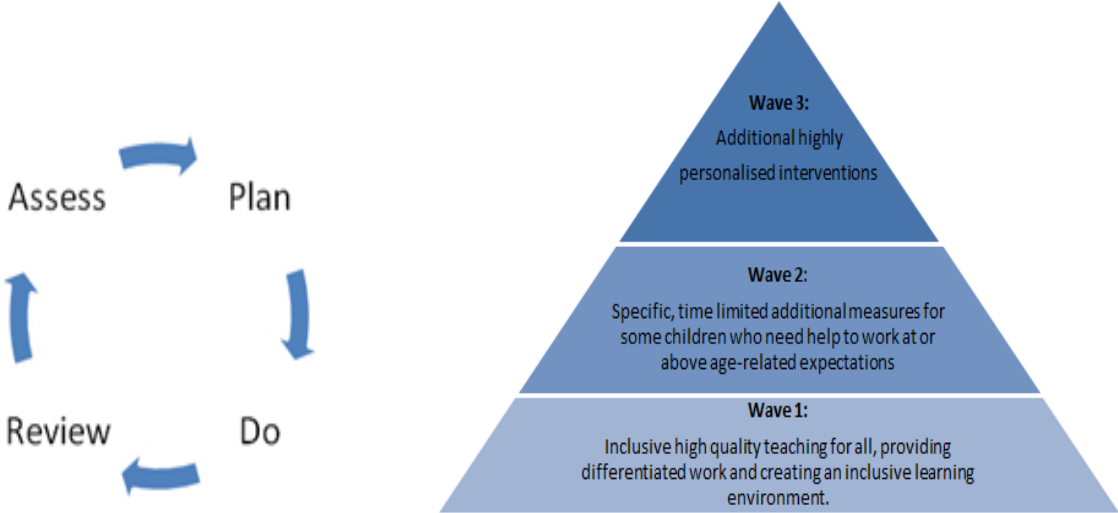 Assess
Plan
Review
Do
Wave 3:
Additional highly
personalised interventions
Wave 2:
Specific, time limited additional measures for
some children who need help to work at or
above age-related expectations
Wave 1:
Inclusive high quality teaching for all, providing
differentiated work and creating an inclusive learning
environment.